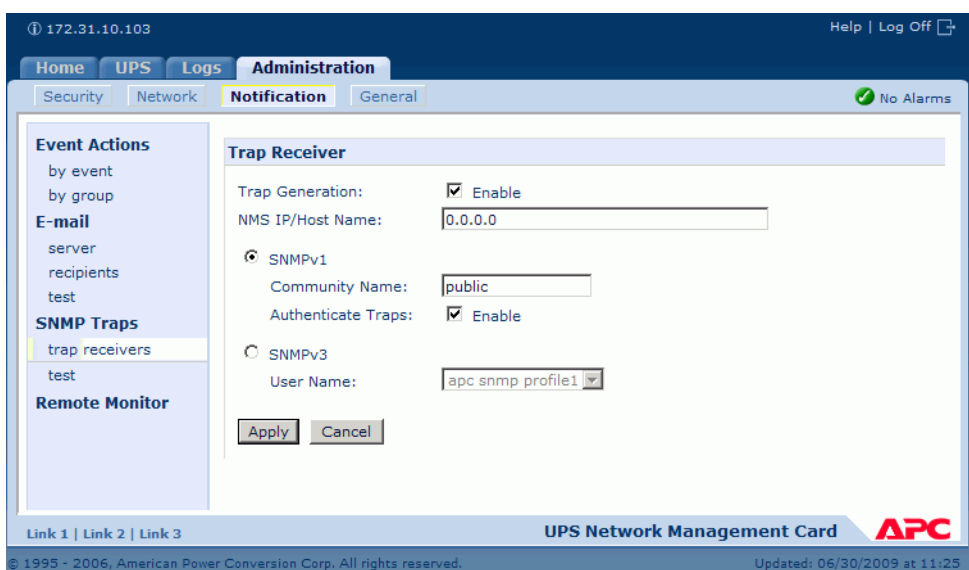 172.31.10.103
Help | Log Off
Home UPS Logs Administration
Security Network Notification General
No Alarms
Event Actions
by event
by group
E-mail
server
recipients
test
SNMP Traps
trap receivers
test
Remote Monitor
Trap Receiver
Trap Generation: Enable
NMS IP/Host Name: 0.0.0.0
SNMPv1
Community Name: public
Authenticate Traps: Enable
SNMPv3
User Name: apc snmp profile1
Apply Cancel
Link 1 | Link 2 | Link 3
UPS Network Management Card
APC
© 1995 - 2006, American Power Conversion Corp. All rights reserved.
Updated: 06/30/2009 at 11:25